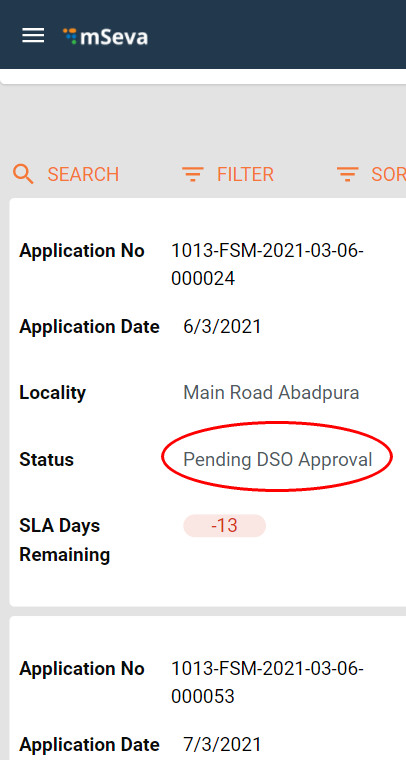 mSeva
SEARCH FILTER SOR
Application No 1013-FSM-2021-03-06-
000024
Application Date 6/3/2021
Locality Main Road Abadpura
Status Pending DSO Approval
SLA Days -13
Remaining
Application No 1013-FSM-2021-03-06-
000053
Application Date 7/3/2021